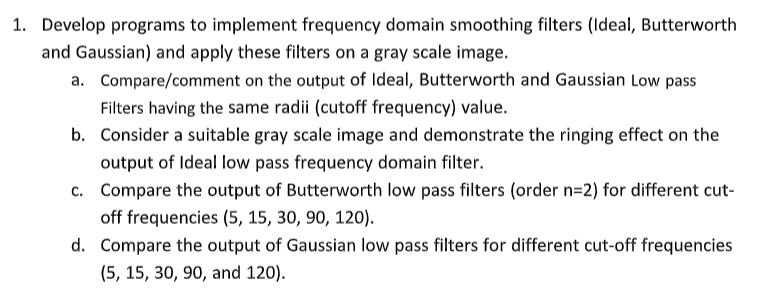 1. Develop programs to implement frequency domain smoothing filters (Ideal, Butterworth
and Gaussian) and apply these filters on a gray scale image.
a. Compare/comment on the output of Ideal, Butterworth and Gaussian Low pass
Filters having the same radii (cutoff frequency) value.
b. Consider a suitable gray scale image and demonstrate the ringing effect on the
output of Ideal low pass frequency domain filter.
c. Compare the output of Butterworth low pass filters (order n=2) for different cut-
off frequencies (5, 15, 30, 90, 120).
d. Compare the output of Gaussian low pass filters for different cut-off frequencies
(5, 15, 30, 90, and 120).